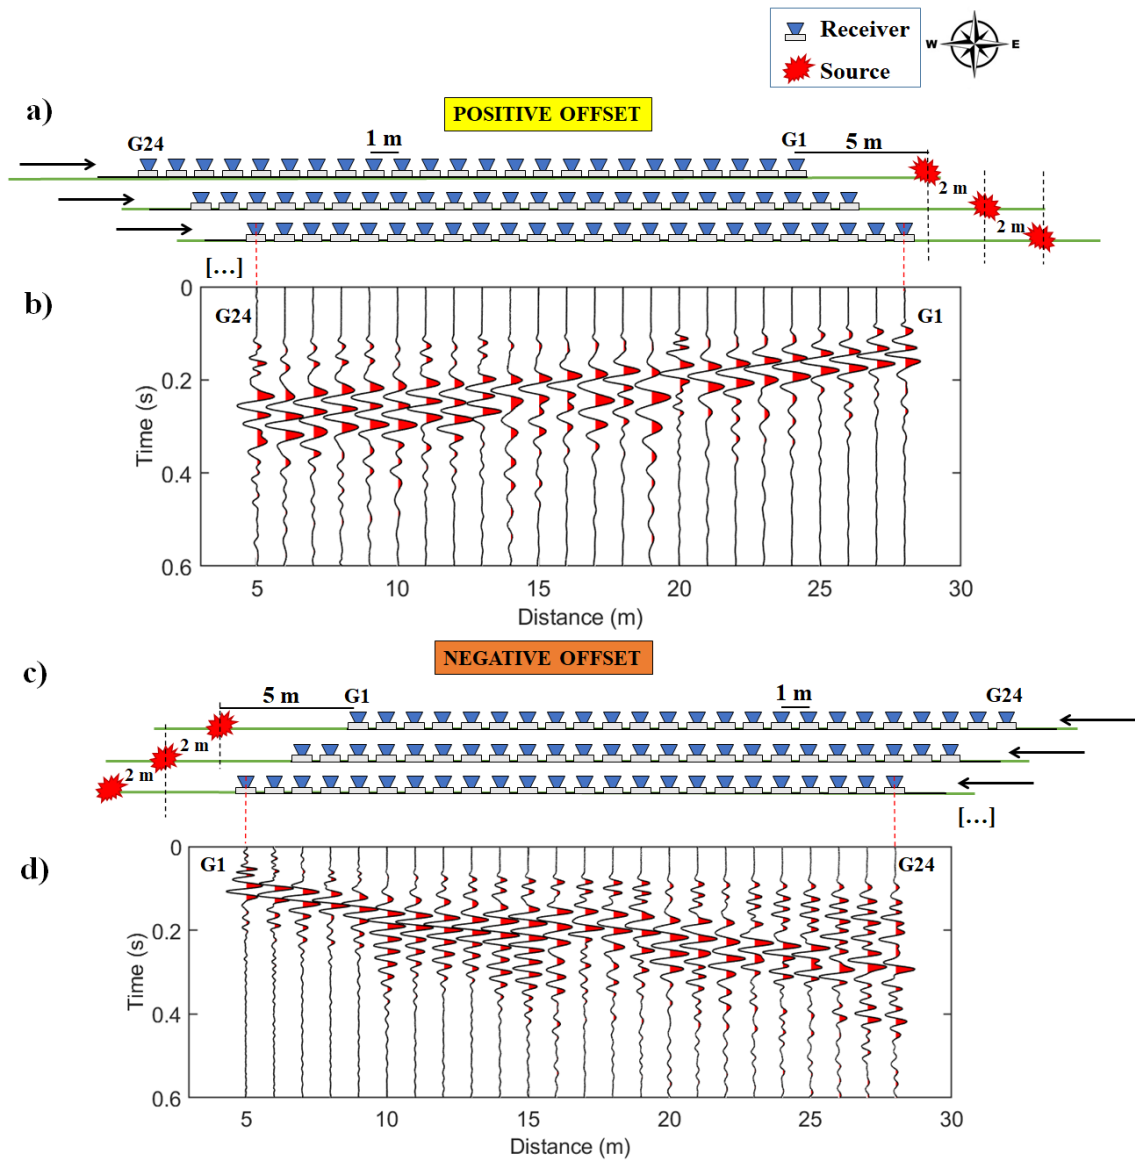 Receiver
Source
W E
a)
POSITIVE OFFSET
G24
1 m
G1
5 m
2 m
2 m
[...]
b)
G24
G1
0
0.2
0.4
0.6
Time (s)
5 10 15 20 25 30
Distance (m)
NEGATIVE OFFSET
c)
5 m
G1
1 m
G24
2 m
2 m
[...]
d)
G1
G24
0
0.2
0.4
0.6
Time (s)
5 10 15 20 25 30
Distance (m)